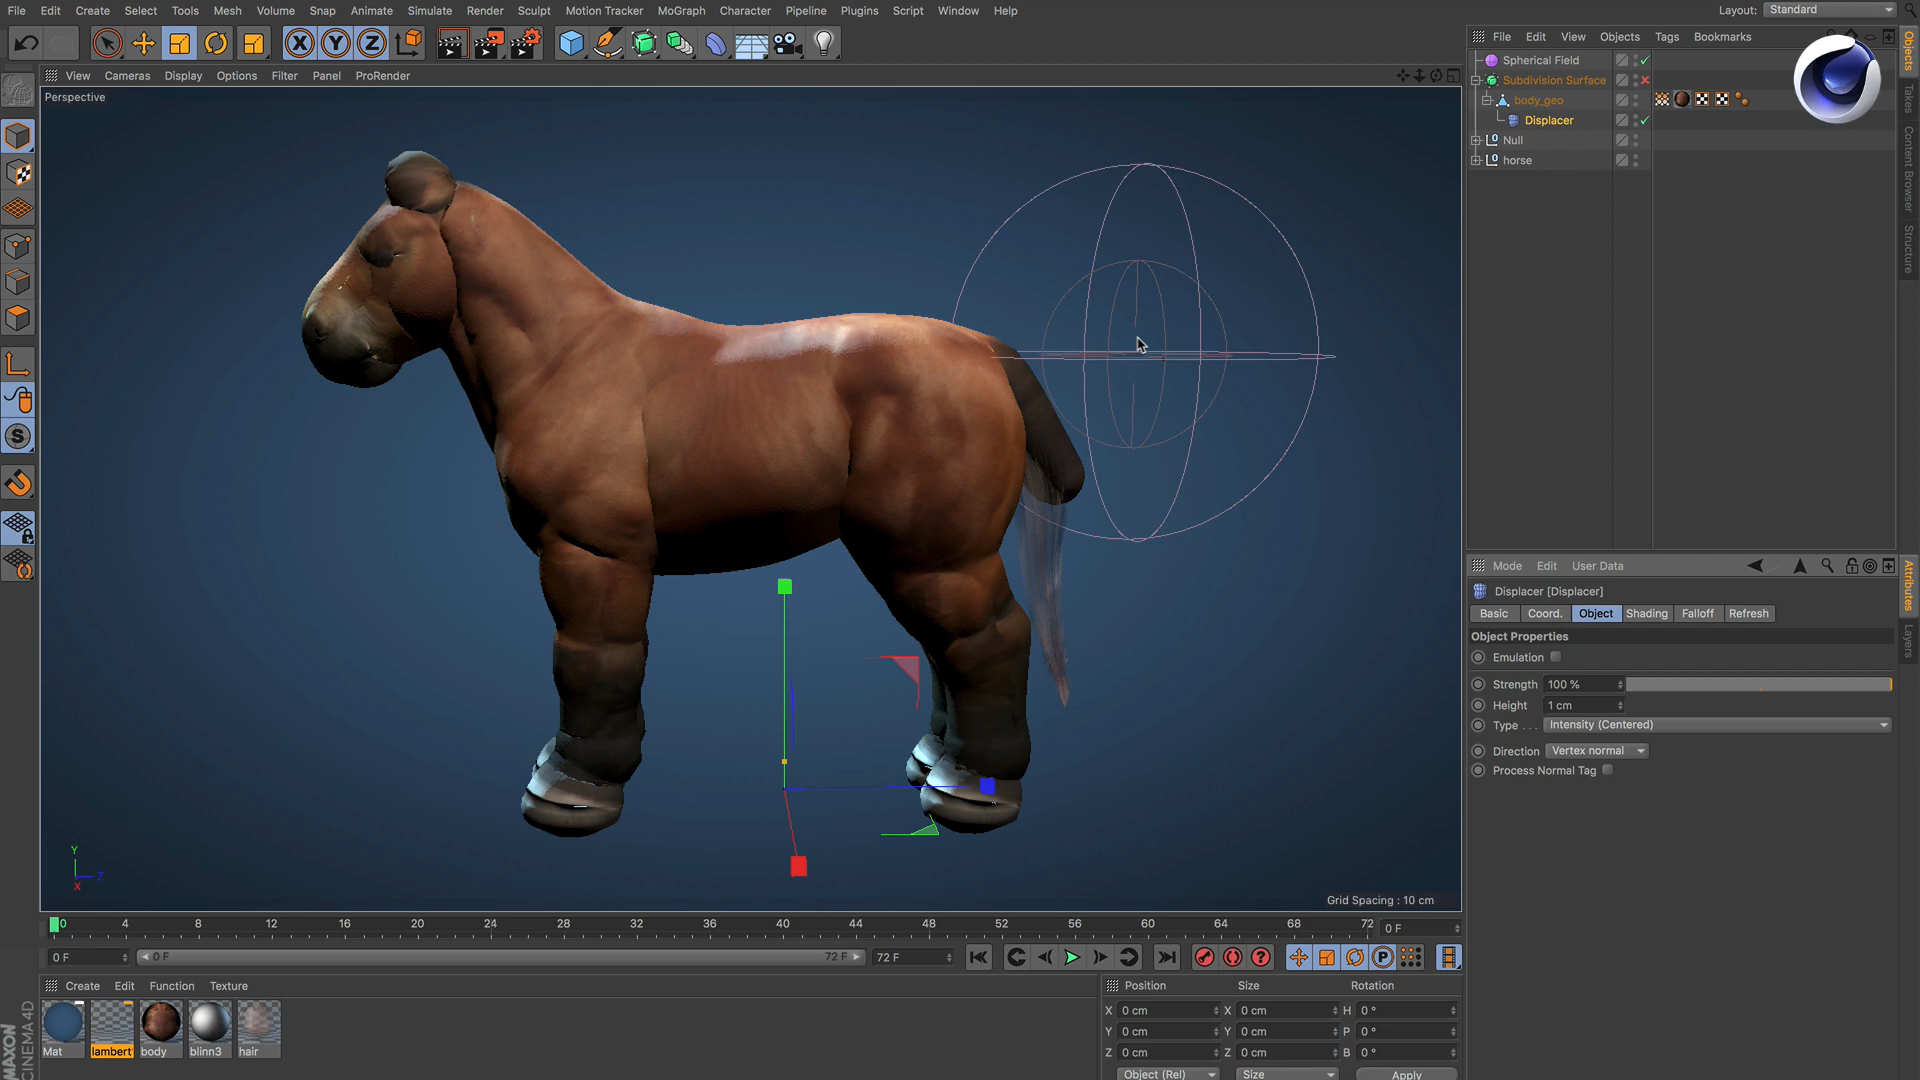 File Edit Create Select Tools Mesh Volume Snap Animate Simulate Render Sculpt Motion Tracker MoGraph Character Pipeline Plugins Script Window Help
Layout: Standard
X Y Z
View Cameras Display Options Filter Panel ProRender
Perspective
Grid Spacing : 10 cm
Y
Z
X
S
File Edit View Objects Tags Bookmarks
Spherical Field
Subdivision Surface
body_geo
Displacer
Null
horse
Objects
Takes
Content Browser
Structure
Mode Edit User Data
Displacer [Displacer]
Basic Coord. Object Shading Falloff Refresh
Object Properties
Emulation
Strength 100 %
Height 1 cm
Type . . . Intensity (Centered)
Direction Vertex normal
Process Normal Tag
Attributes
Layers
0 4 8 12 16 20 24 28 32 36 40 44 48 52 56 60 64 68 72 0 F
0 F 0 F 72 F 72 F
P
Create Edit Function Texture
Mat lambert1 body blinn3 hair
Position Size Rotation
X 0 cm X 0 cm H 0 °
Y 0 cm Y 0 cm P 0 °
Z 0 cm Z 0 cm B 0 °
Object (Rel) Size Apply
MAXON
CINEMA4D